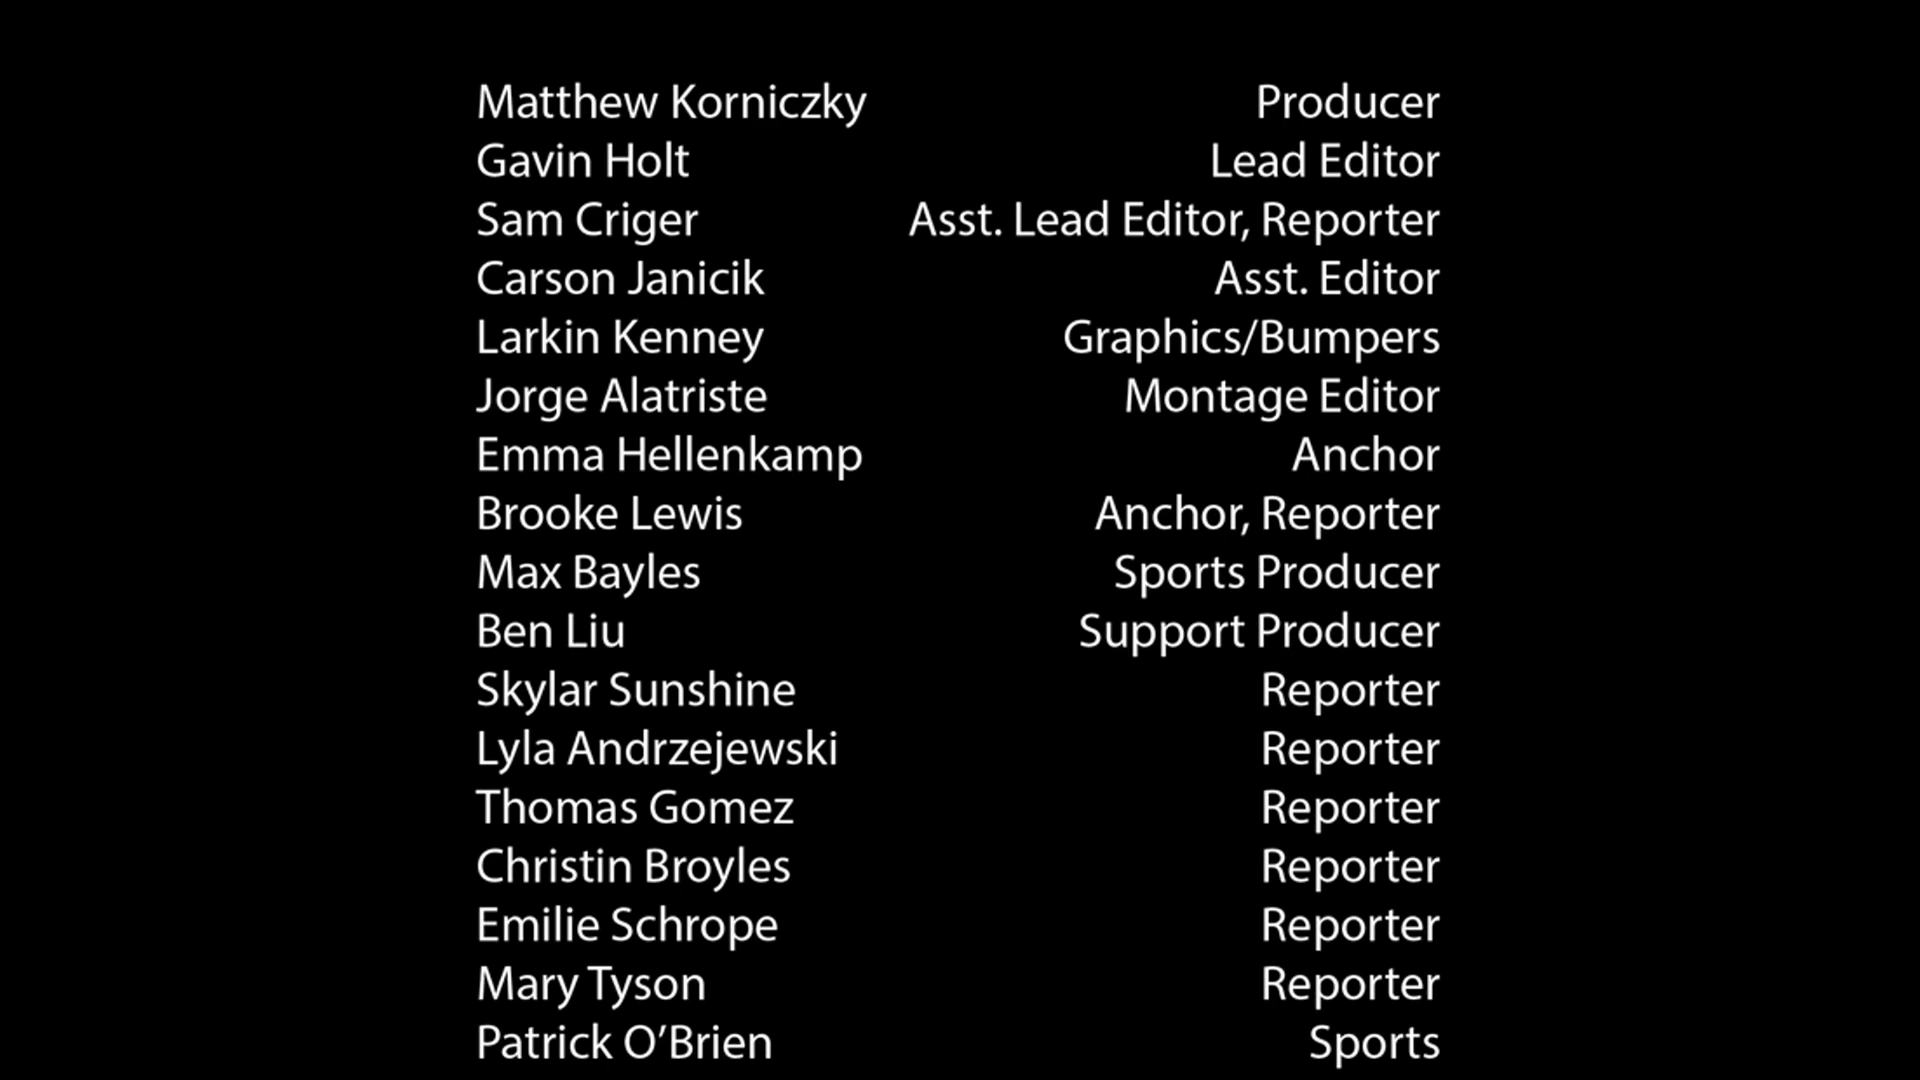 Matthew Korniczky Producer
Gavin Holt Lead Editor
Sam Criger Asst. Lead Editor, Reporter
Carson Janicik Asst. Editor
Larkin Kenney Graphics/Bumpers
Jorge Alatriste Montage Editor
Emma Hellenkamp Anchor
Brooke Lewis Anchor, Reporter
Max Bayles Sports Producer
Ben Liu Support Producer
Skylar Sunshine Reporter
Lyla Andrzejewski Reporter
Thomas Gomez Reporter
Christin Broyles Reporter
Emilie Schrope Reporter
Mary Tyson Reporter
Patrick O’Brien Sports